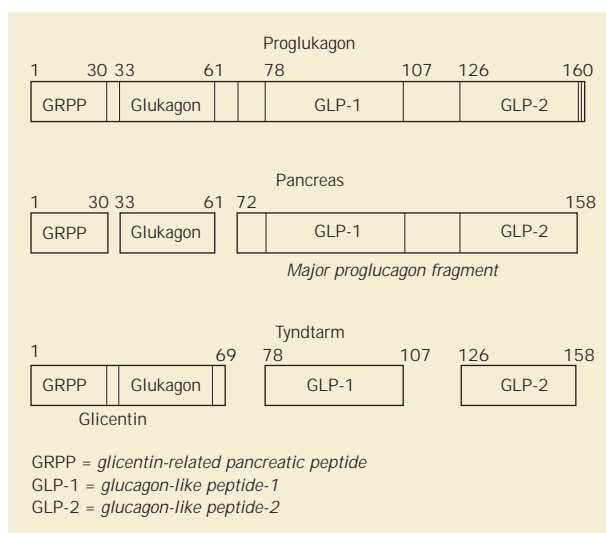 Proglukagon
1 30 33 61 78 107 126 160
GRPP Glukagon GLP-1 GLP-2
Pancreas
1 30 33 61 72 158
GRPP Glukagon GLP-1 GLP-2
Major proglucagon fragment
Tyndtarm
1 69 78 107 126 158
GRPP Glukagon GLP-1 GLP-2
Glicentin
GRPP = glicentin-related pancreatic peptide
GLP-1 = glucagon-like peptide-1
GLP-2 = glucagon-like peptide-2